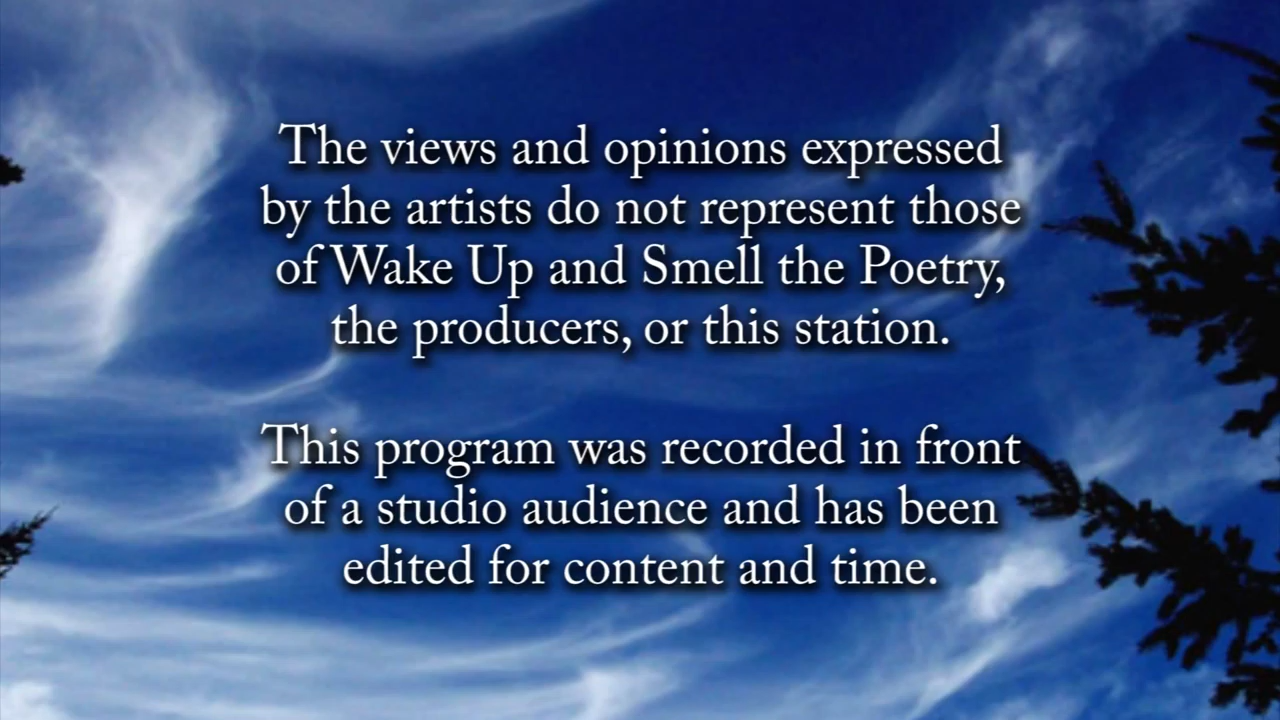 The views and opinions expressed
by the artists do not represent those
of Wake Up and Smell the Poetry,
the producers, or this station.
This program was recorded in front
of a studio audience and has been
edited for content and time.